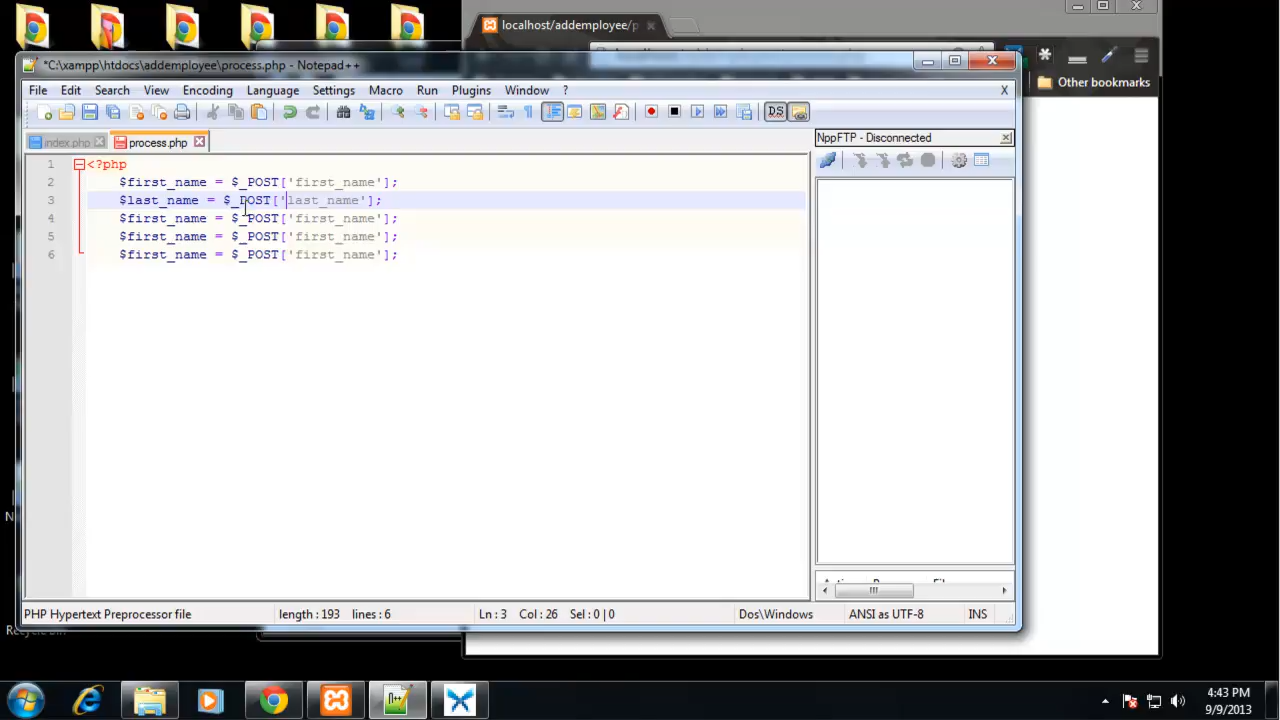 localhost/addemployee/p
*C:\xampp\htdocs\addemployee\process.php - Notepad++
Other bookmarks
File Edit Search View Encoding Language Settings Macro Run Plugins Window ? X
index.php process.php
NppFTP - Disconnected
1 <?php
2 $first_name = $_POST['first_name'];
3 $last_name = $_POST['last_name'];
4 $first_name = $_POST['first_name'];
5 $first_name = $_POST['first_name'];
6 $first_name = $_POST['first_name'];
PHP Hypertext Preprocessor file length : 193 lines : 6 Ln : 3 Col : 26 Sel : 0 | 0 Dos\Windows ANSI as UTF-8 INS
4:43 PM
9/9/2013